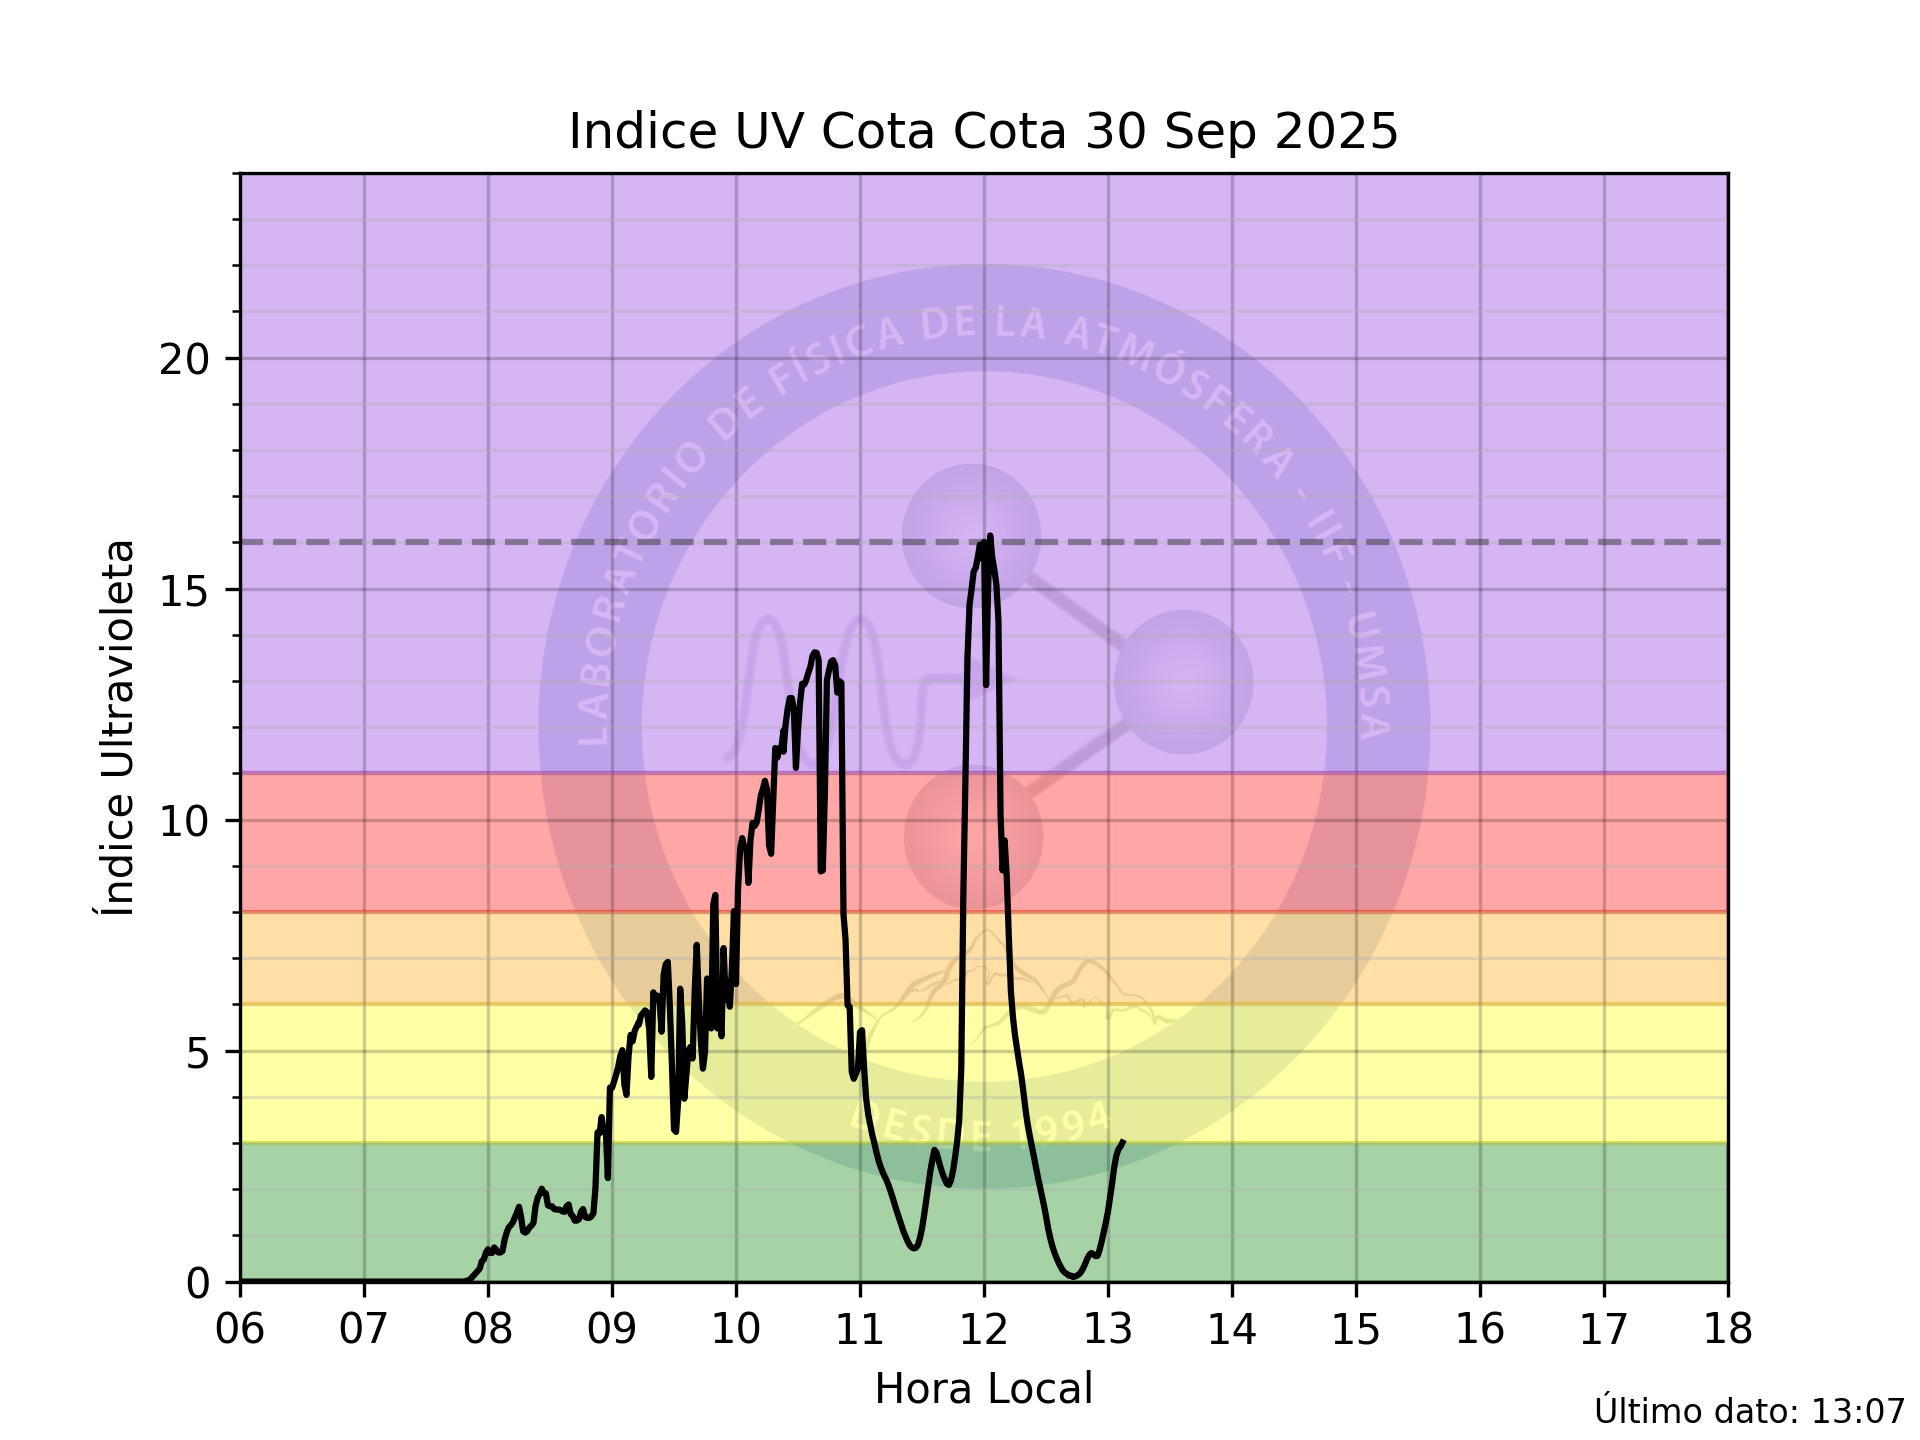 Indice UV Cota Cota 30 Sep 2025
Índice Ultravioleta
20
15
10
5
0
06 07 08 09 10 11 12 13 14 15 16 17 18
Hora Local
Último dato: 13:07
LABORATORIO DE FÍSICA DE LA ATMÓSFERA - IIF - UMSA
DESDE 1994